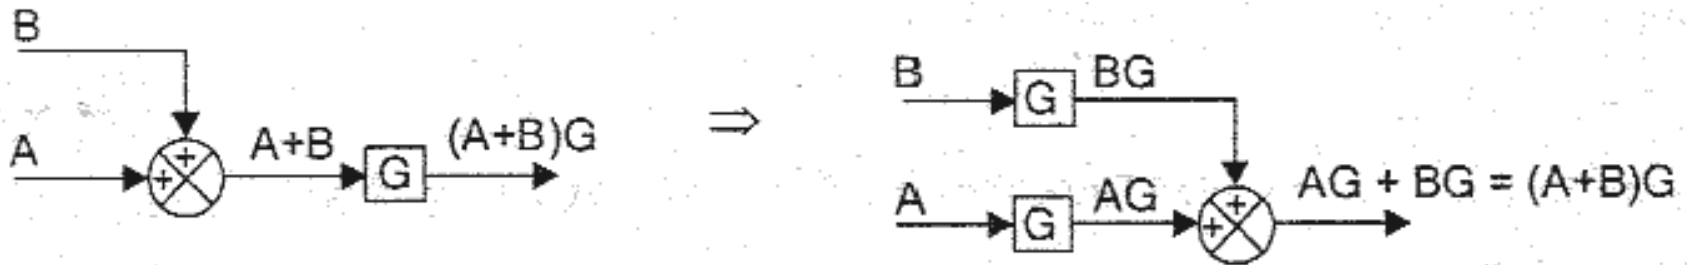 B
A
+
+
A+B
G
(A+B)G
⇒
B
G
BG
A
G
AG
+
+
AG + BG = (A+B)G